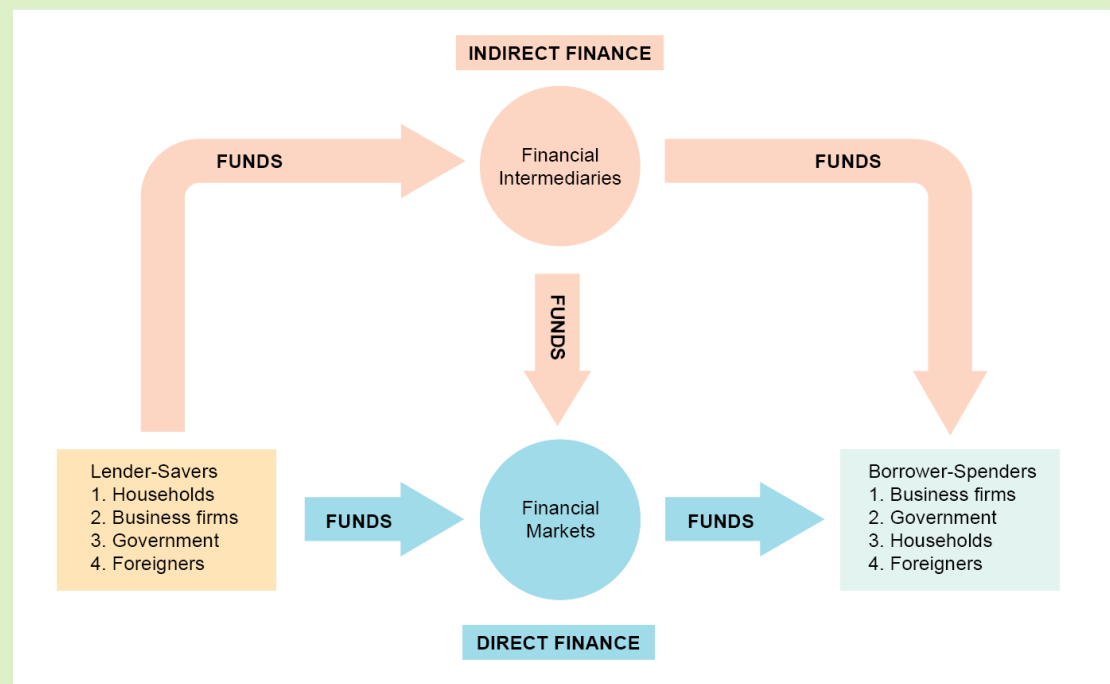 INDIRECT FINANCE
FUNDS
Financial
Intermediaries
FUNDS
FUNDS
Lender-Savers
1. Households
2. Business firms
3. Government
4. Foreigners
FUNDS
Financial
Markets
FUNDS
Borrower-Spenders
1. Business firms
2. Government
3. Households
4. Foreigners
DIRECT FINANCE